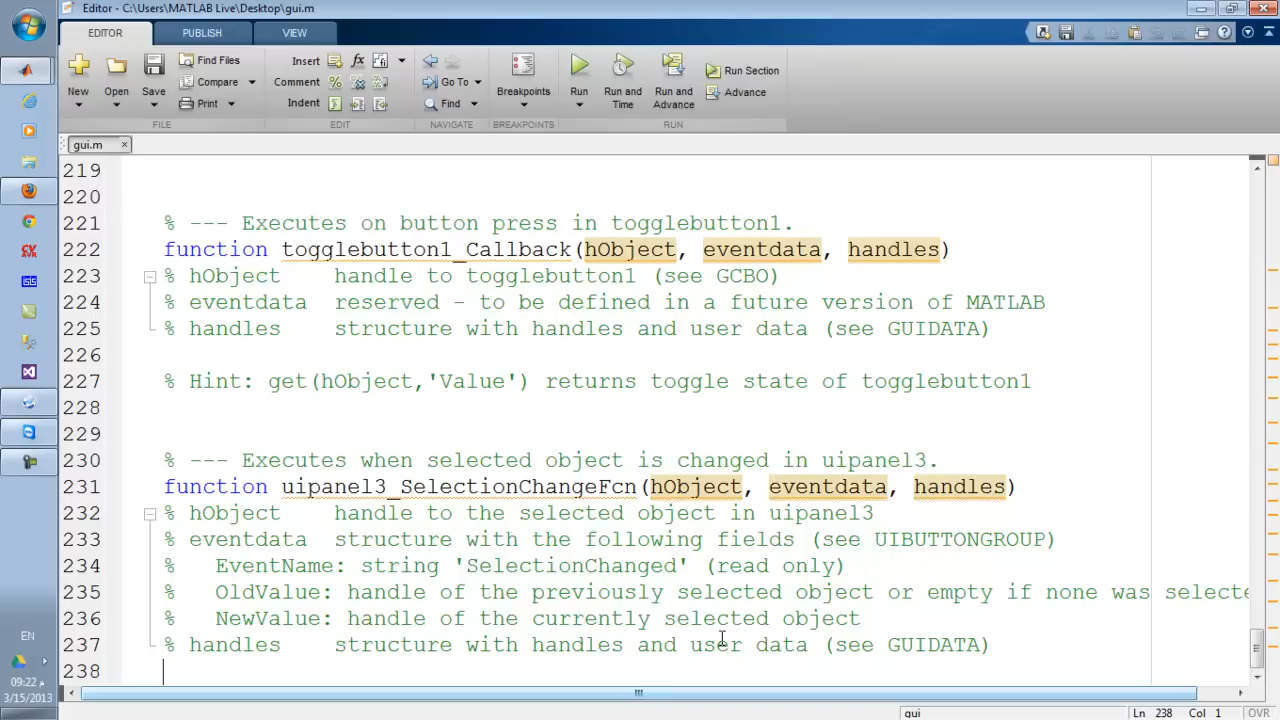 Editor - C:\Users\MATLAB Live\Desktop\gui.m
EDITOR PUBLISH VIEW
New Open Save
Find Files
Compare
Print
FILE
Insert fx
Comment
Indent
EDIT
Go To
Find
NAVIGATE
Breakpoints
BREAKPOINTS
Run
Run and Time
Run and Advance
Run Section
Advance
RUN
gui.m
219
220
221 % --- Executes on button press in togglebutton1.
222 function togglebutton1_Callback(hObject, eventdata, handles)
223 % hObject    handle to togglebutton1 (see GCBO)
224 % eventdata  reserved - to be defined in a future version of MATLAB
225 % handles    structure with handles and user data (see GUIDATA)
226
227 % Hint: get(hObject,'Value') returns toggle state of togglebutton1
228
229
230 % --- Executes when selected object is changed in uipanel3.
231 function uipanel3_SelectionChangeFcn(hObject, eventdata, handles)
232 % hObject    handle to the selected object in uipanel3
233 % eventdata  structure with the following fields (see UIBUTTONGROUP)
234 %   EventName: string 'SelectionChanged' (read only)
235 %   OldValue: handle of the previously selected object or empty if none was selecte
236 %   NewValue: handle of the currently selected object
237 % handles    structure with handles and user data (see GUIDATA)
238
EN
09:22 م
3/15/2013
gui
Ln 238 Col 1 OVR